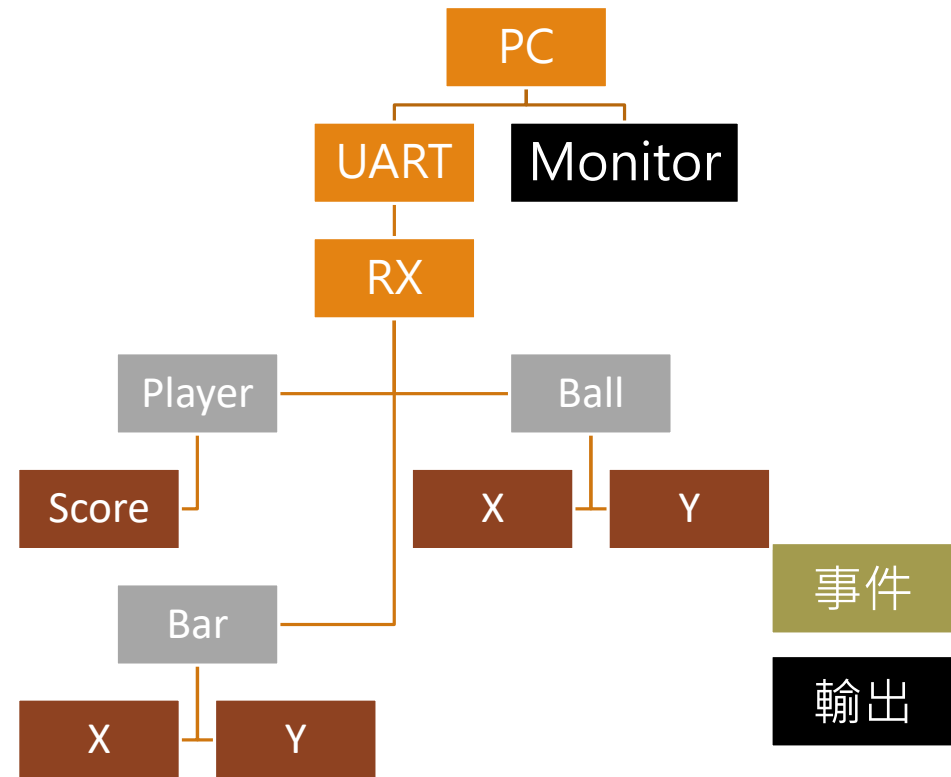 PC
UART
Monitor
RX
Player
Ball
Score
X
Y
事件
Bar
輸出
X
Y